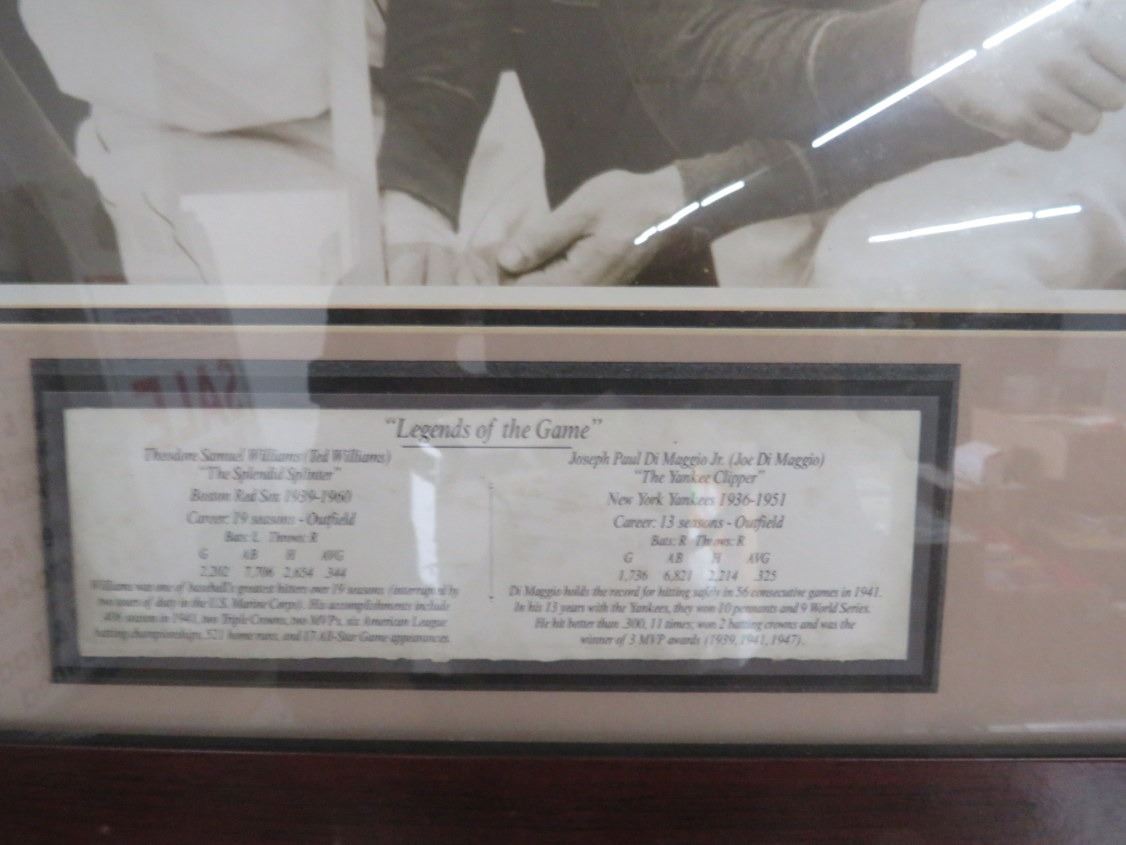 SALE
"Legends of the Game"
Theodore Samuel Williams (Ted Williams)
"The Splendid Splinter"
Boston Red Sox 1939-1960
Career: 19 seasons - Outfield
Bats: L Throws: R
G AB H AVG
2,292 7,706 2,654 .344
Williams was one of baseball's greatest hitters over 19 seasons (interrupted by
two tours of duty in the U.S. Marine Corps). His accomplishments include
.406 season in 1941, two Triple Crowns, two MVPs, six American League
batting championships, 521 home runs, and 17 All-Star Game appearances.
Joseph Paul Di Maggio Jr. (Joe Di Maggio)
"The Yankee Clipper"
New York Yankees 1936-1951
Career: 13 seasons - Outfield
Bats: R Throws: R
G AB H AVG
1,736 6,821 2,214 .325
Di Maggio holds the record for hitting safely in 56 consecutive games in 1941.
In his 13 years with the Yankees, they won 10 pennants and 9 World Series.
He hit better than .300, 11 times; won 2 batting crowns and was the
winner of 3 MVP awards (1939, 1941, 1947).